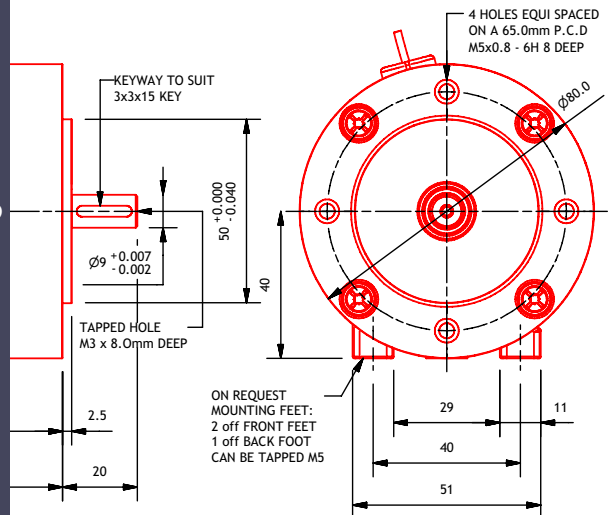 4 HOLES EQUI SPACED
ON A 65.0mm P.C.D
M5x0.8 - 6H 8 DEEP
KEYWAY TO SUIT
3x3x15 KEY
Ø80.0
50 +0.000
-0.040
Ø9 +0.007
-0.002
40
TAPPED HOLE
M3 x 8.0mm DEEP
ON REQUEST
MOUNTING FEET:
2 off FRONT FEET
1 off BACK FOOT
CAN BE TAPPED M5
2.5
20
29
11
40
51